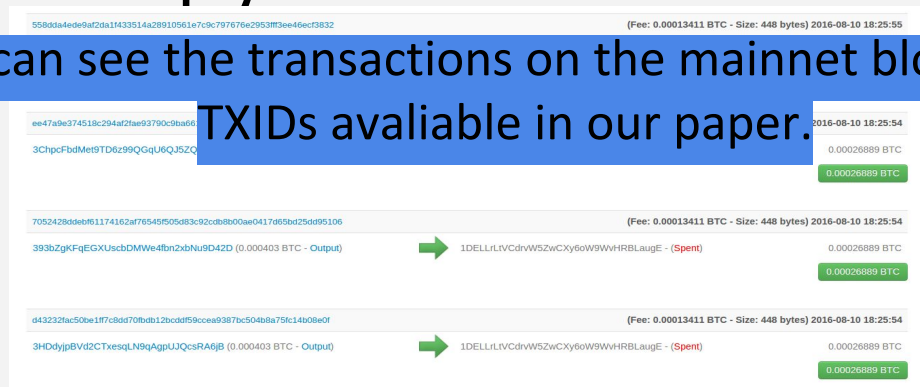 558dda4ede9af2da1f433514a28910561e7c9c797676e2953fff3ee46ecf3832 (Fee: 0.00013411 BTC - Size: 448 bytes) 2016-08-10 18:25:55
can see the transactions on the mainnet
TXIDs avaliable in our paper.
2016-08-10 18:25:54
0.00026889 BTC
0.00026889 BTC
7052428ddebf61174162af76545f505d83c92cdb8b00ae0417d65bd25dd95106 (Fee: 0.00013411 BTC - Size: 448 bytes) 2016-08-10 18:25:54
393bZgKFqEGXUscbDMWe4fbn2xbNu9D42D (0.000403 BTC - Output) 1DELLrLtVCdrvW5ZwCXy6oW9WvHRBLaugE - (Spent) 0.00026889 BTC
0.00026889 BTC
d43232fac50be1ff7c8dd70fbdb12bcddf59ccea9387bc504b8a75fc14b08e0f (Fee: 0.00013411 BTC - Size: 448 bytes) 2016-08-10 18:25:54
3HDdyjpBVd2CTxesqLN9qAgpUJQcsRA6jB (0.000403 BTC - Output) 1DELLrLtVCdrvW5ZwCXy6oW9WvHRBLaugE - (Spent) 0.00026889 BTC
0.00026889 BTC